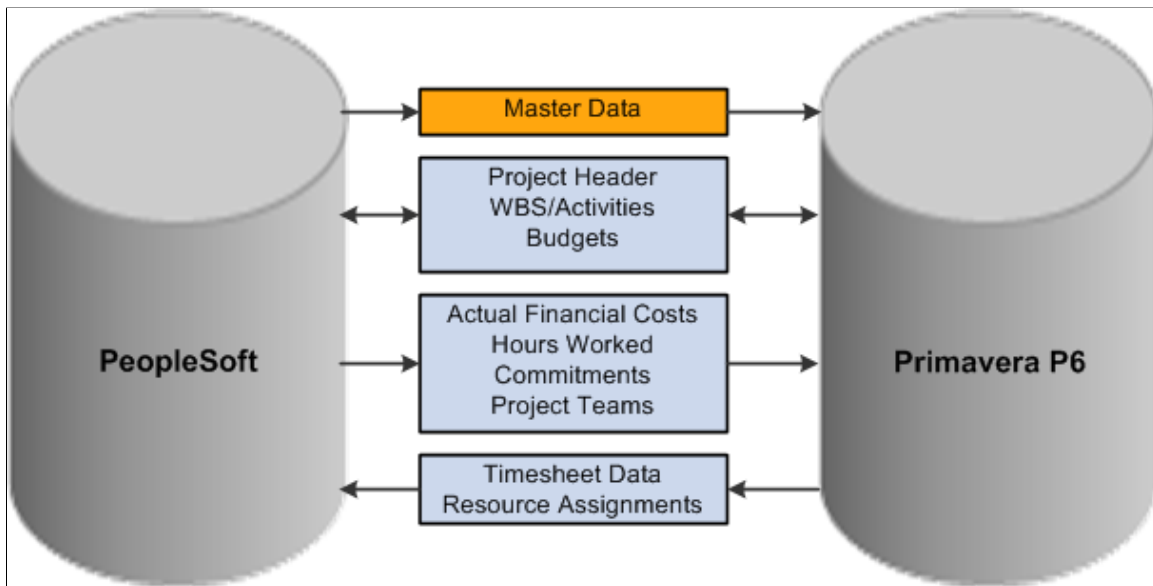 Master Data
Project Header
WBS/Activities
Budgets
Actual Financial Costs
Hours Worked
Commitments
Project Teams
PeopleSoft
Primavera P6
Timesheet Data
Resource Assignments